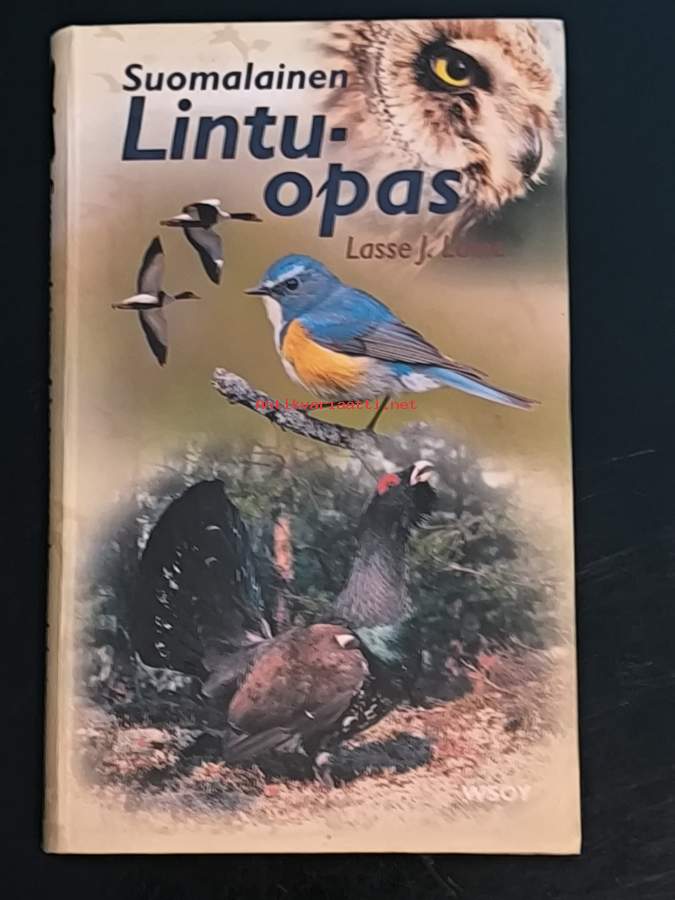 Suomalainen
Lintu-
opas
Lasse J.
Antikvariaatti.net
WSOY